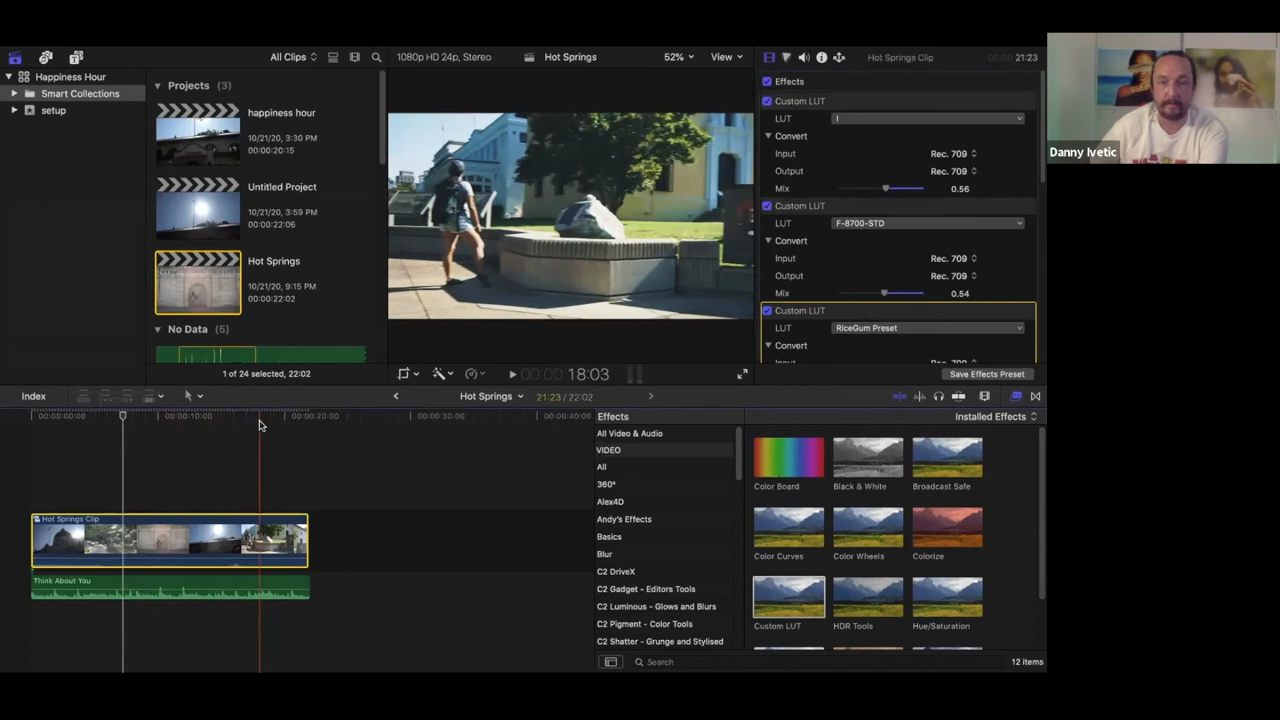 All Clips
1080p HD 24p, Stereo
Hot Springs
52%
View
Hot Springs Clip
00:00 21:23
Happiness Hour
Smart Collections
setup
Projects (3)
happiness hour
10/21/20, 3:30 PM
00:00:20:15
Untitled Project
10/21/20, 3:59 PM
00:00:22:06
Hot Springs
10/21/20, 9:15 PM
00:00:22:02
No Data (5)
1 of 24 selected, 22:02
00:00 18:03
Effects
Custom LUT
LUT
I
Convert
Input Rec. 709
Output Rec. 709
Mix 0.56
Custom LUT
LUT F-8700-STD
Convert
Input Rec. 709
Output Rec. 709
Mix 0.54
Custom LUT
LUT RiceGum Preset
Convert
Input Rec. 709
Save Effects Preset
Danny Ivetic
Index
Hot Springs
21:23 / 22:02
00:00:00:00
00:00:10:00
00:00:20:00
00:00:30:00
00:00:40:00
Hot Springs Clip
Think About You
Effects
Installed Effects
All Video & Audio
VIDEO
All
360°
Alex4D
Andy's Effects
Basics
Blur
C2 DriveX
C2 Gadget - Editors Tools
C2 Luminous - Glows and Blurs
C2 Pigment - Color Tools
C2 Shatter - Grunge and Stylised
Color Board
Black & White
Broadcast Safe
Color Curves
Color Wheels
Colorize
Custom LUT
HDR Tools
Hue/Saturation
Search
12 items